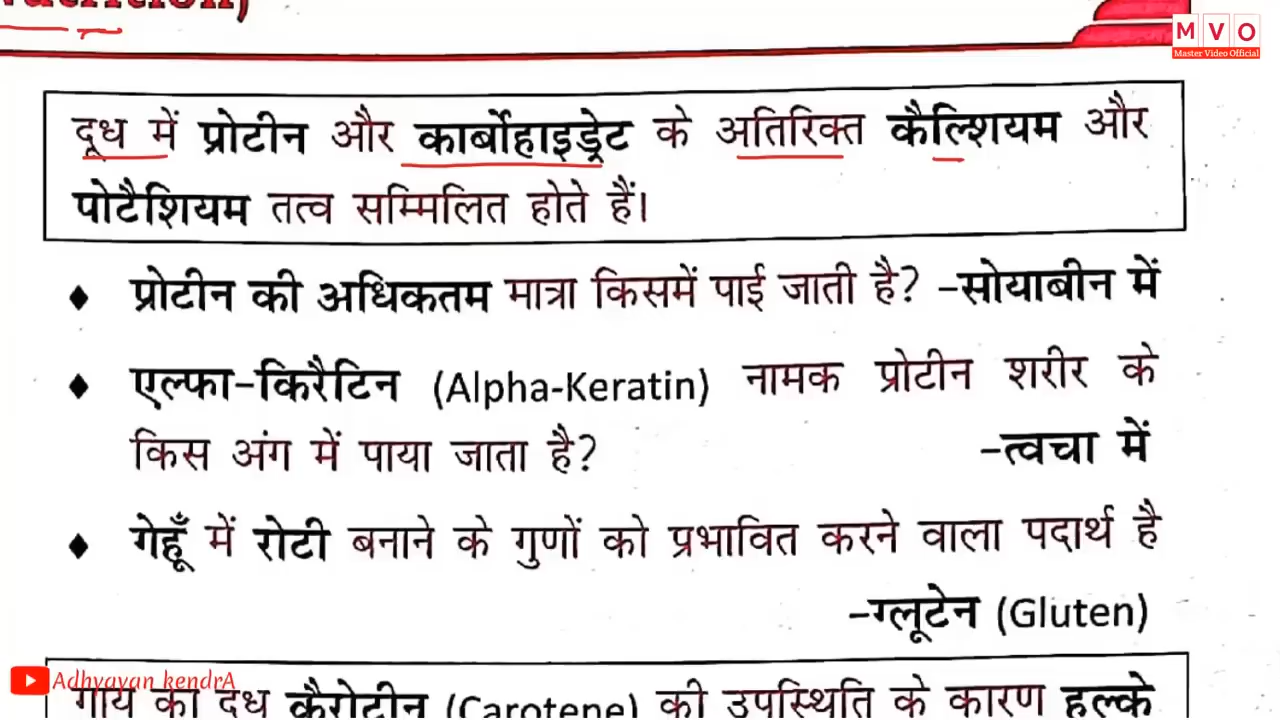 M V O
Master Video Official
दूध में प्रोटीन और कार्बोहाइड्रेट के अतिरिक्त कैल्शियम और
पोटैशियम तत्व सम्मिलित होते हैं।
♦ प्रोटीन की अधिकतम मात्रा किसमें पाई जाती है? –सोयाबीन में
♦ एल्फा–किरैटिन (Alpha-Keratin) नामक प्रोटीन शरीर के
किस अंग में पाया जाता है? –त्वचा में
♦ गेहूँ में रोटी बनाने के गुणों को प्रभावित करने वाला पदार्थ है
–ग्लूटेन (Gluten)
Adhyayan kendrA
गाय का दूध कैरोटीन (Carotene) की उपस्थिति के कारण हल्के